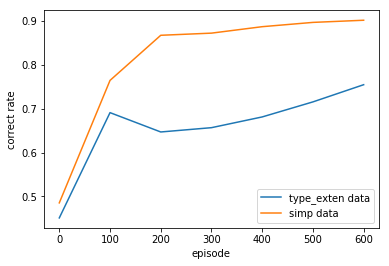 0.9
0.8
0.7
0.6
0.5
correct rate
0 100 200 300 400 500 600
episode
type_exten data
simp data